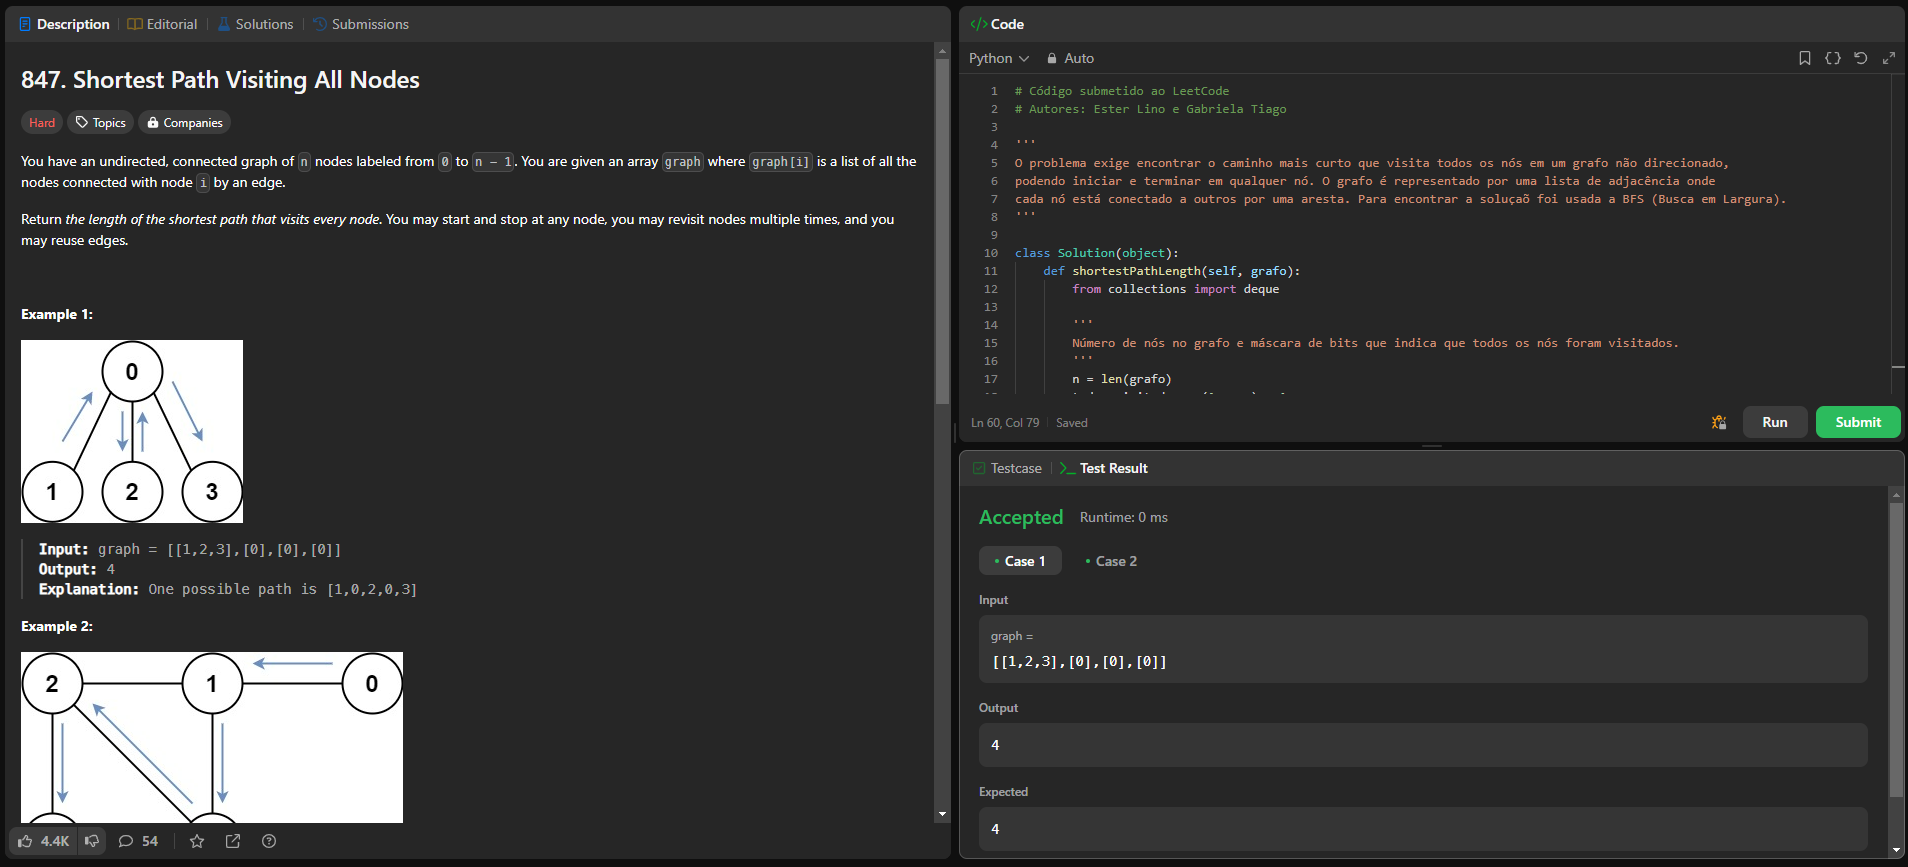 Description
Editorial
Solutions
Submissions
847. Shortest Path Visiting All Nodes
Hard
Topics
Companies
You have an undirected, connected graph of n nodes labeled from 0 to n - 1. You are given an array graph where graph[i] is a list of all the
nodes connected with node i by an edge.
Return the length of the shortest path that visits every node. You may start and stop at any node, you may revisit nodes multiple times, and you
may reuse edges.
Example 1:
0
1 2 3
Input: graph = [[1,2,3],[0],[0],[0]]
Output: 4
Explanation: One possible path is [1,0,2,0,3]
Example 2:
2 1 0
4.4K
54
</> Code
Python
Auto
1 # Código submetido ao LeetCode
2 # Autores: Ester Lino e Gabriela Tiago
3
4 '''
5 O problema exige encontrar o caminho mais curto que visita todos os nós em um grafo não direcionado,
6 podendo iniciar e terminar em qualquer nó. O grafo é representado por uma lista de adjacência onde
7 cada nó está conectado a outros por uma aresta. Para encontrar a soluçaõ foi usada a BFS (Busca em Largura).
8 '''
9
10 class Solution(object):
11 def shortestPathLength(self, grafo):
12 from collections import deque
13
14 '''
15 Número de nós no grafo e máscara de bits que indica que todos os nós foram visitados.
16 '''
17 n = len(grafo)
Ln 60, Col 79
Saved
Run
Submit
Testcase
Test Result
Accepted
Runtime: 0 ms
Case 1
Case 2
Input
graph =
[[1,2,3],[0],[0],[0]]
Output
4
Expected
4